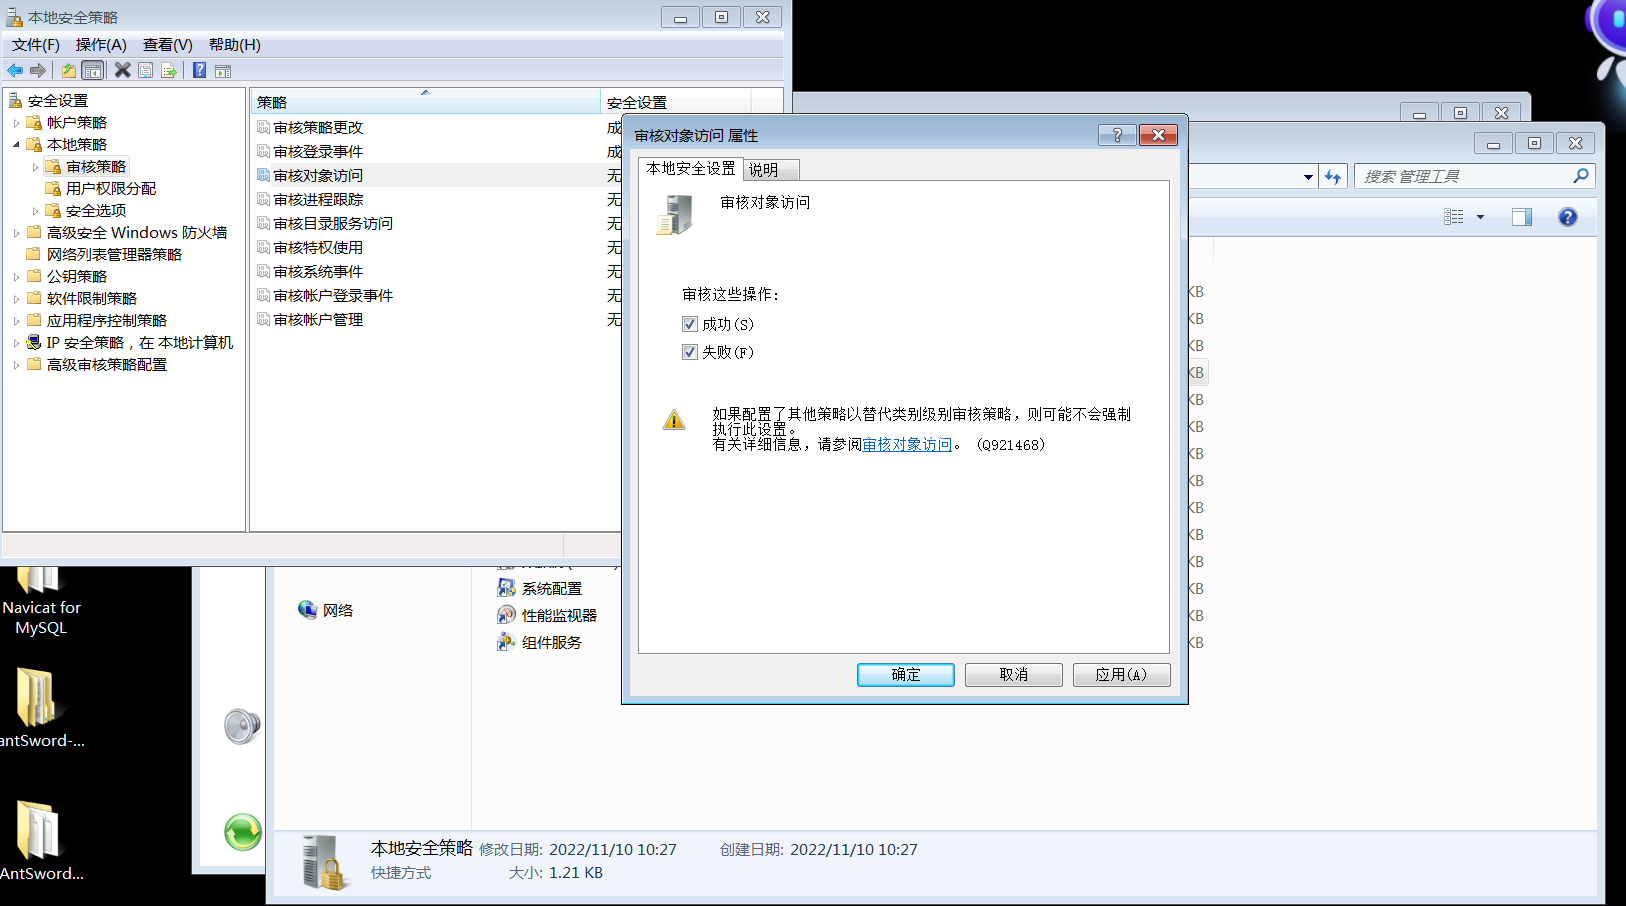 本地安全策略
文件(F) 操作(A) 查看(V) 帮助(H)
安全设置
帐户策略
本地策略
审核策略
用户权限分配
安全选项
高级安全 Windows 防火墙
网络列表管理器策略
公钥策略
软件限制策略
应用程序控制策略
IP 安全策略，在 本地计算机
高级审核策略配置
策略 安全设置
审核策略更改 成
审核登录事件 成
审核对象访问 无
审核进程跟踪 无
审核目录服务访问 无
审核特权使用 无
审核系统事件 无
审核帐户登录事件 无
审核帐户管理 无
审核对象访问 属性
本地安全设置 说明
审核对象访问
审核这些操作:
成功(S)
失败(F)
如果配置了其他策略以替代类别级别审核策略，则可能不会强制
执行此设置。
有关详细信息，请参阅审核对象访问。 (Q921468)
确定 取消 应用(A)
搜索 管理工具
KB
KB
KB
KB
KB
KB
KB
KB
KB
KB
KB
KB
KB
KB
网络
系统配置
性能监视器
组件服务
本地安全策略 修改日期: 2022/11/10 10:27 创建日期: 2022/11/10 10:27
快捷方式 大小: 1.21 KB
Navicat for
MySQL
antSword-...
AntSword...